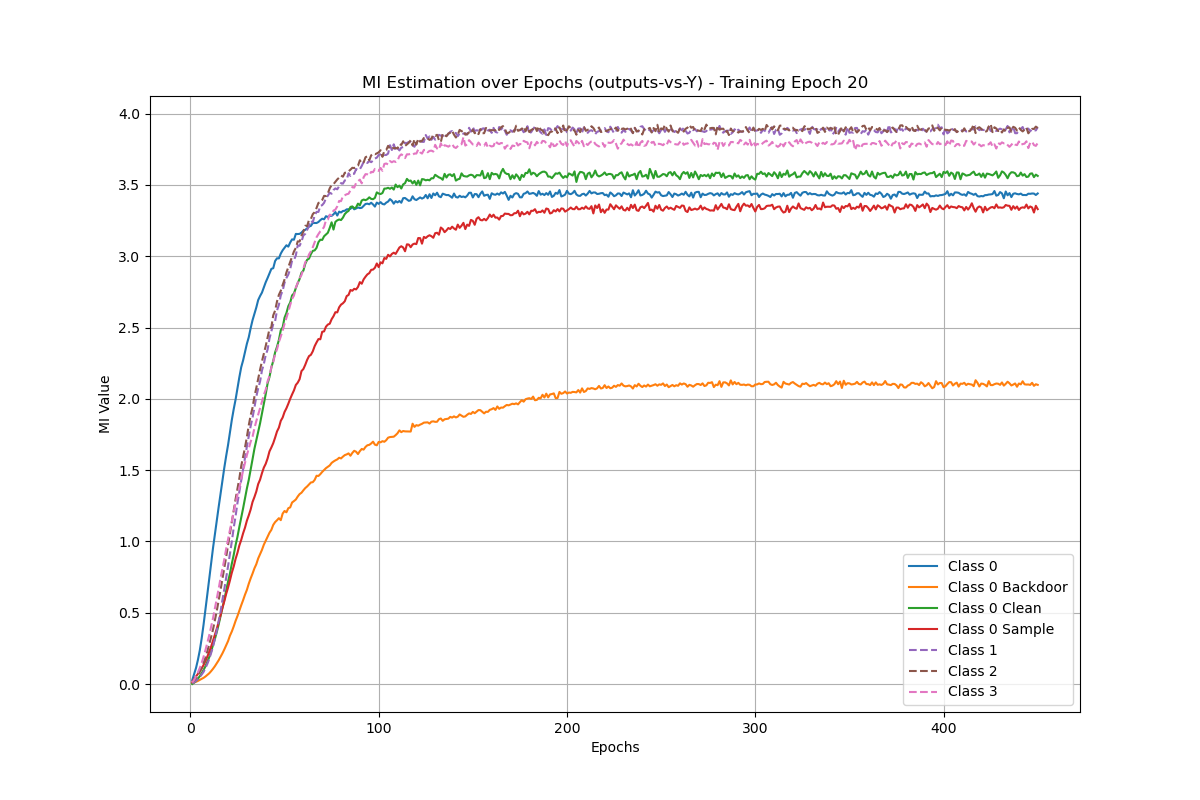 MI Estimation over Epochs (outputs-vs-Y) - Training Epoch 20
MI Value
4.0
3.5
3.0
2.5
2.0
1.5
1.0
0.5
0.0
0 100 200 300 400
Epochs
Class 0
Class 0 Backdoor
Class 0 Clean
Class 0 Sample
Class 1
Class 2
Class 3